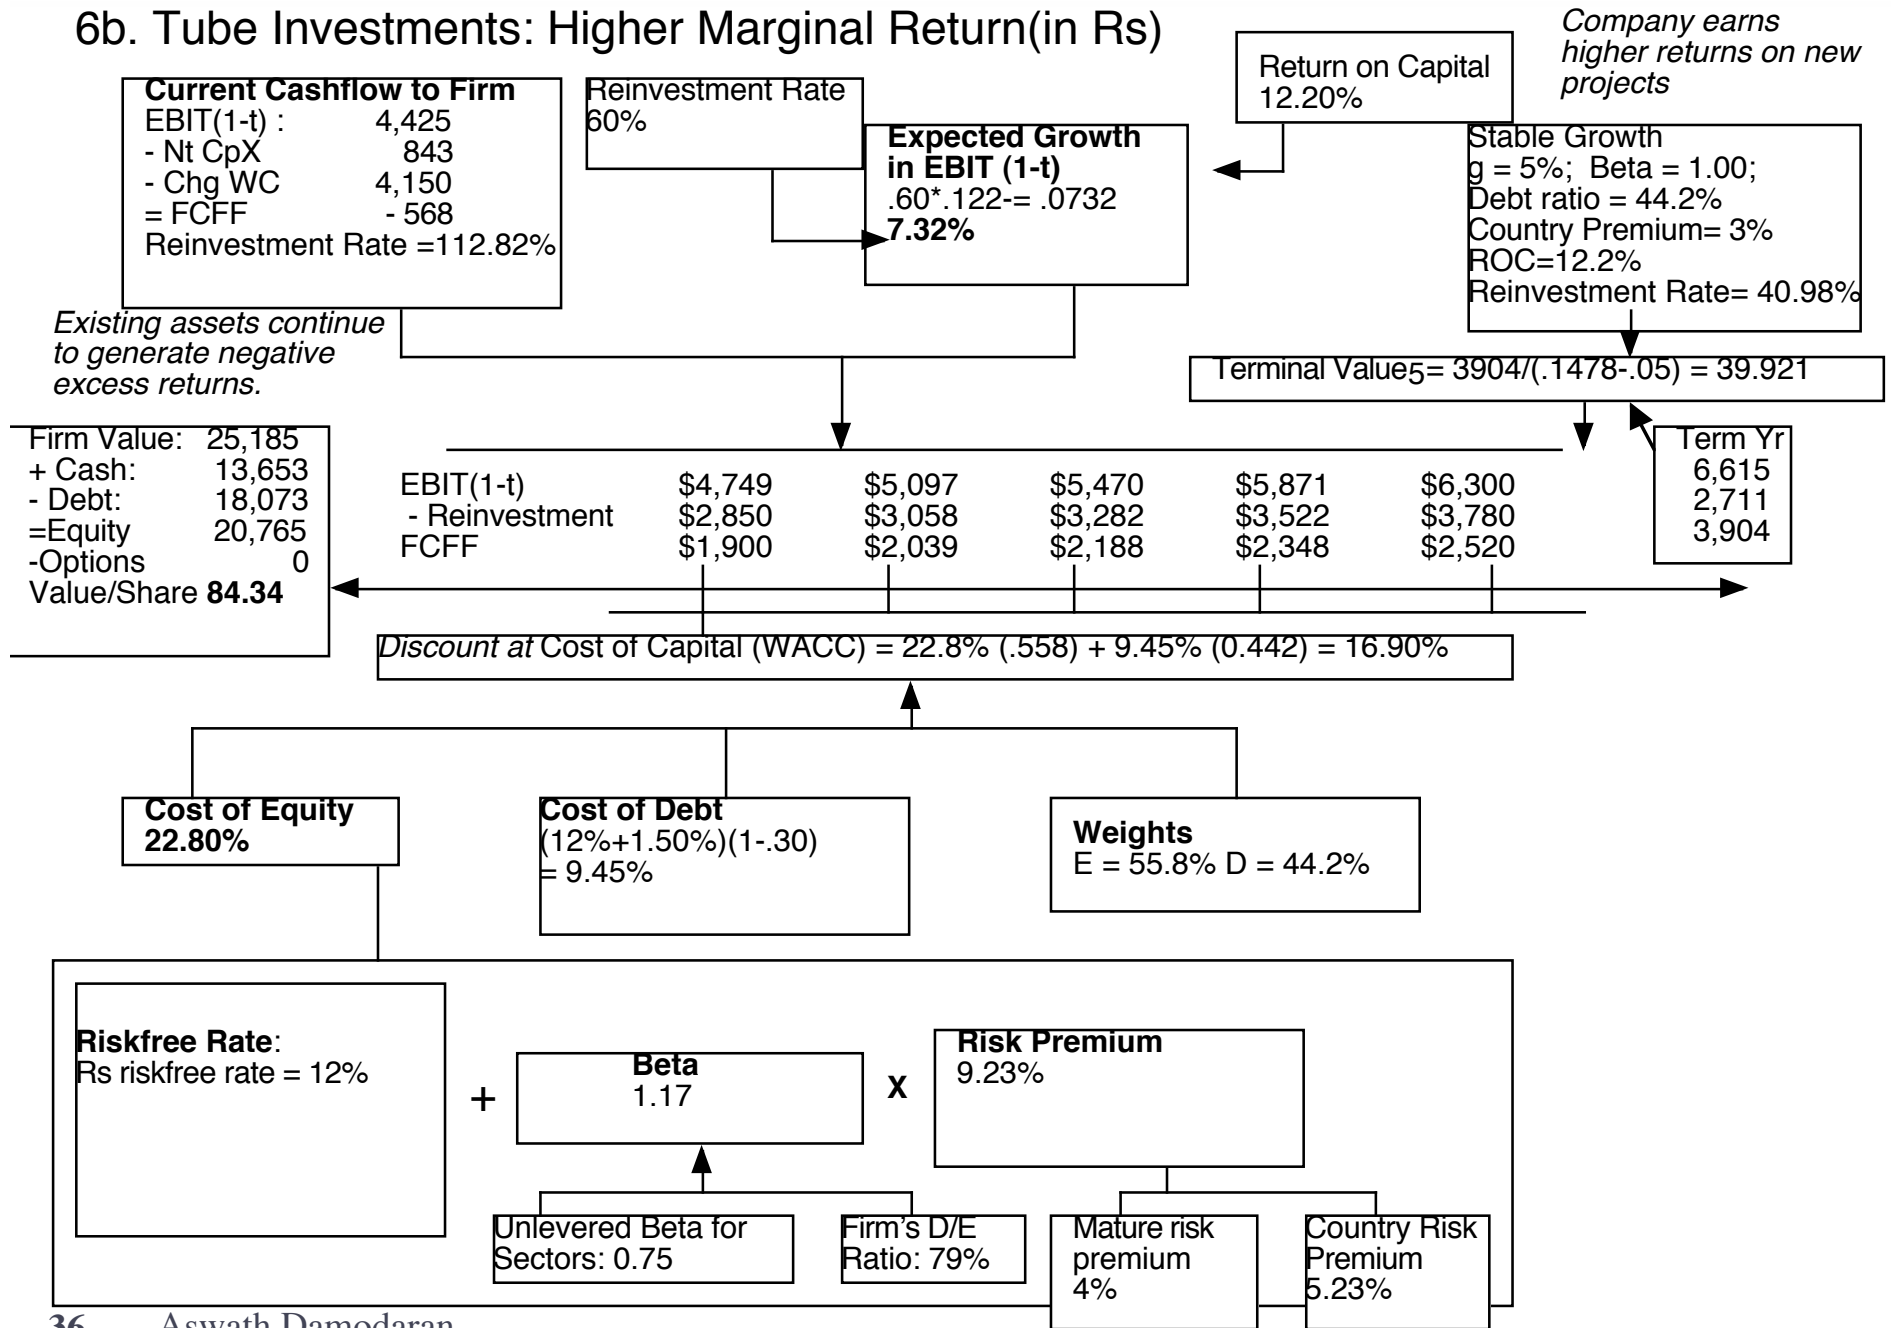 6b. Tube Investments: Higher Marginal Return(in Rs)
Company earns
higher returns on new
projects
Current Cashflow to Firm
EBIT(1-t) : 4,425
- Nt CpX 843
- Chg WC 4,150
= FCFF - 568
Reinvestment Rate =112.82%
Reinvestment Rate
60%
Expected Growth
in EBIT (1-t)
.60*.122-= .0732
7.32%
Return on Capital
12.20%
Stable Growth
g = 5%; Beta = 1.00;
Debt ratio = 44.2%
Country Premium= 3%
ROC=12.2%
Reinvestment Rate= 40.98%
Existing assets continue
to generate negative
excess returns.
Terminal Value5= 3904/(.1478-.05) = 39.921
Firm Value: 25,185
+ Cash: 13,653
- Debt: 18,073
=Equity 20,765
-Options 0
Value/Share 84.34
EBIT(1-t) $4,749 $5,097 $5,470 $5,871 $6,300
- Reinvestment $2,850 $3,058 $3,282 $3,522 $3,780
FCFF $1,900 $2,039 $2,188 $2,348 $2,520
Term Yr
6,615
2,711
3,904
Discount at Cost of Capital (WACC) = 22.8% (.558) + 9.45% (0.442) = 16.90%
Cost of Equity
22.80%
Cost of Debt
(12%+1.50%)(1-.30)
= 9.45%
Weights
E = 55.8% D = 44.2%
Riskfree Rate:
Rs riskfree rate = 12%
+
Beta
1.17
X
Risk Premium
9.23%
Unlevered Beta for
Sectors: 0.75
Firm's D/E
Ratio: 79%
Mature risk
premium
4%
Country Risk
Premium
5.23%
36 Aswath Damodaran